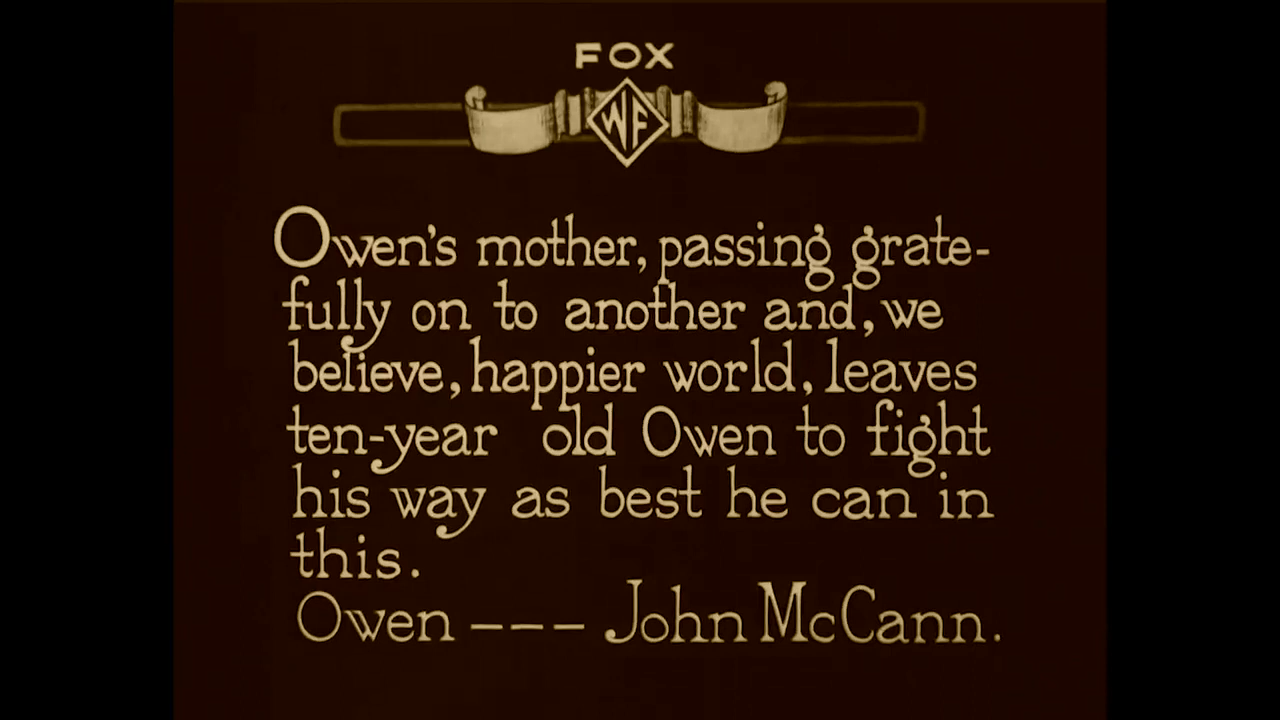 FOX
WF
Owen's mother, passing grate-
fully on to another and, we
believe, happier world, leaves
ten-year old Owen to fight
his way as best he can in
this.
Owen --- John McCann.